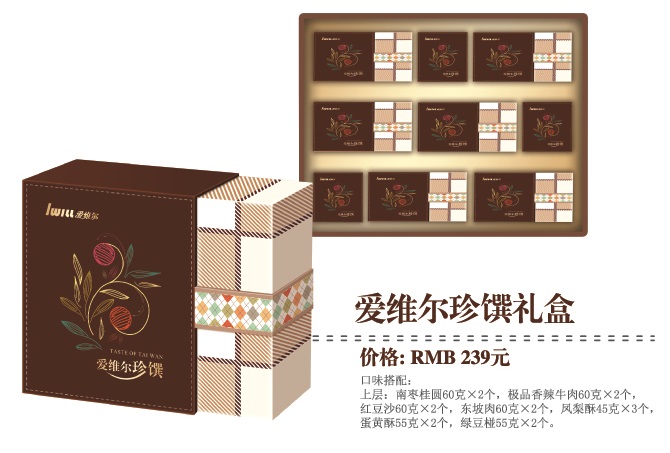 Iwill 爱维尔
TASTE OF TAIWAN
爱维尔珍馔
爱维尔珍馔礼盒
价格: RMB 239元
口味搭配：
上层：南枣桂圆60克×2个，极品香辣牛肉60克×2个，
红豆沙60克×2个，东坡肉60克×2个，凤梨酥45克×3个，
蛋黄酥55克×2个，绿豆椪55克×2个。